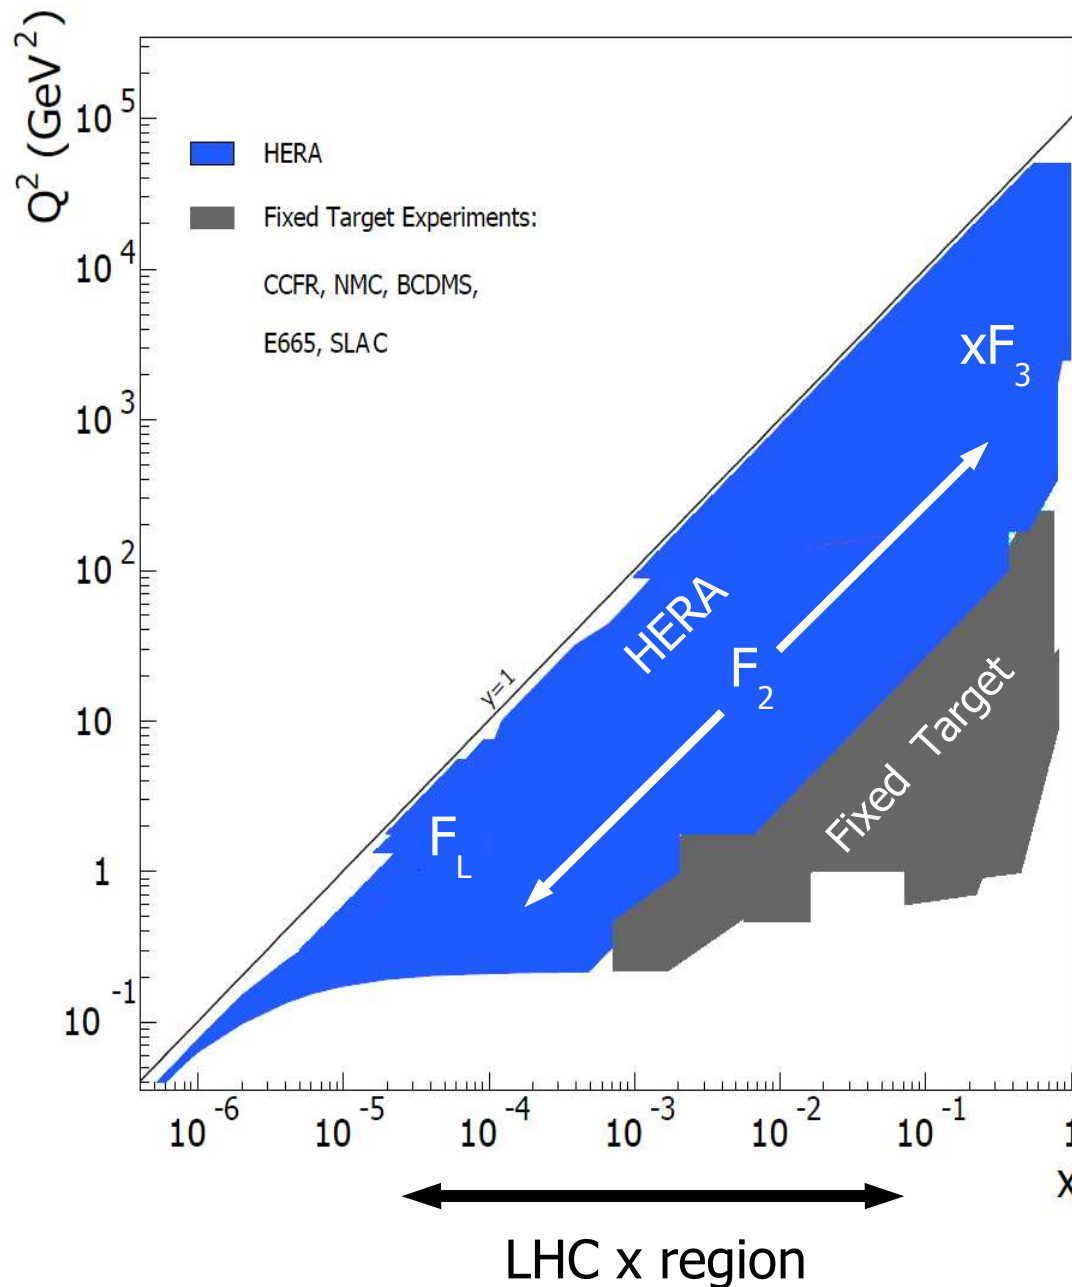 Q² (GeV²)
10⁵
10⁴
10³
10²
10
1
10⁻¹
HERA
Fixed Target Experiments:
CCFR, NMC, BCDMS,
E665, SLAC
xF₃
HERA
F₂
y=1
Fixed Target
F_L
10⁻⁶ 10⁻⁵ 10⁻⁴ 10⁻³ 10⁻² 10⁻¹ 1
x
LHC x region